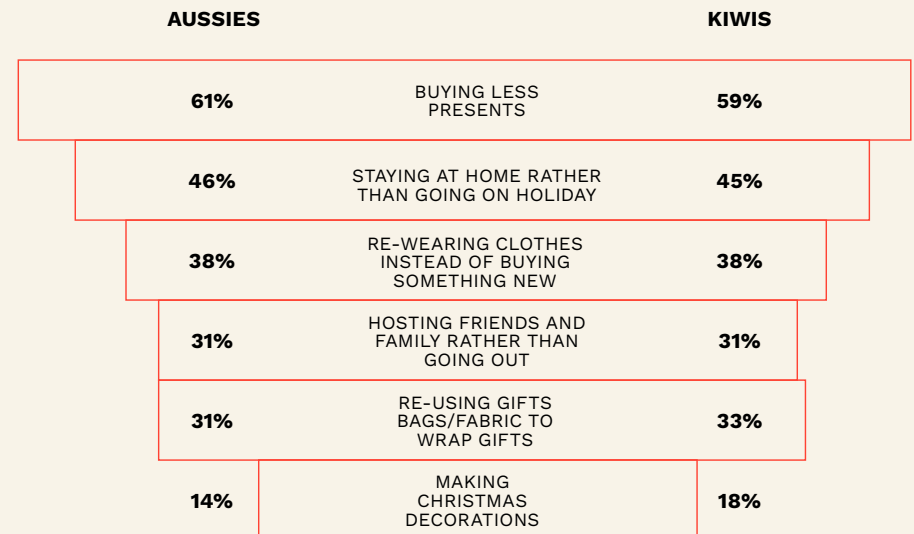 AUSSIES KIWIS
61% BUYING LESS 59%
PRESENTS
46% STAYING AT HOME RATHER 45%
THAN GOING ON HOLIDAY
38% RE-WEARING CLOTHES 38%
INSTEAD OF BUYING
SOMETHING NEW
31% HOSTING FRIENDS AND 31%
FAMILY RATHER THAN
GOING OUT
31% RE-USING GIFTS 33%
BAGS/FABRIC TO
WRAP GIFTS
14% MAKING 18%
CHRISTMAS
DECORATIONS